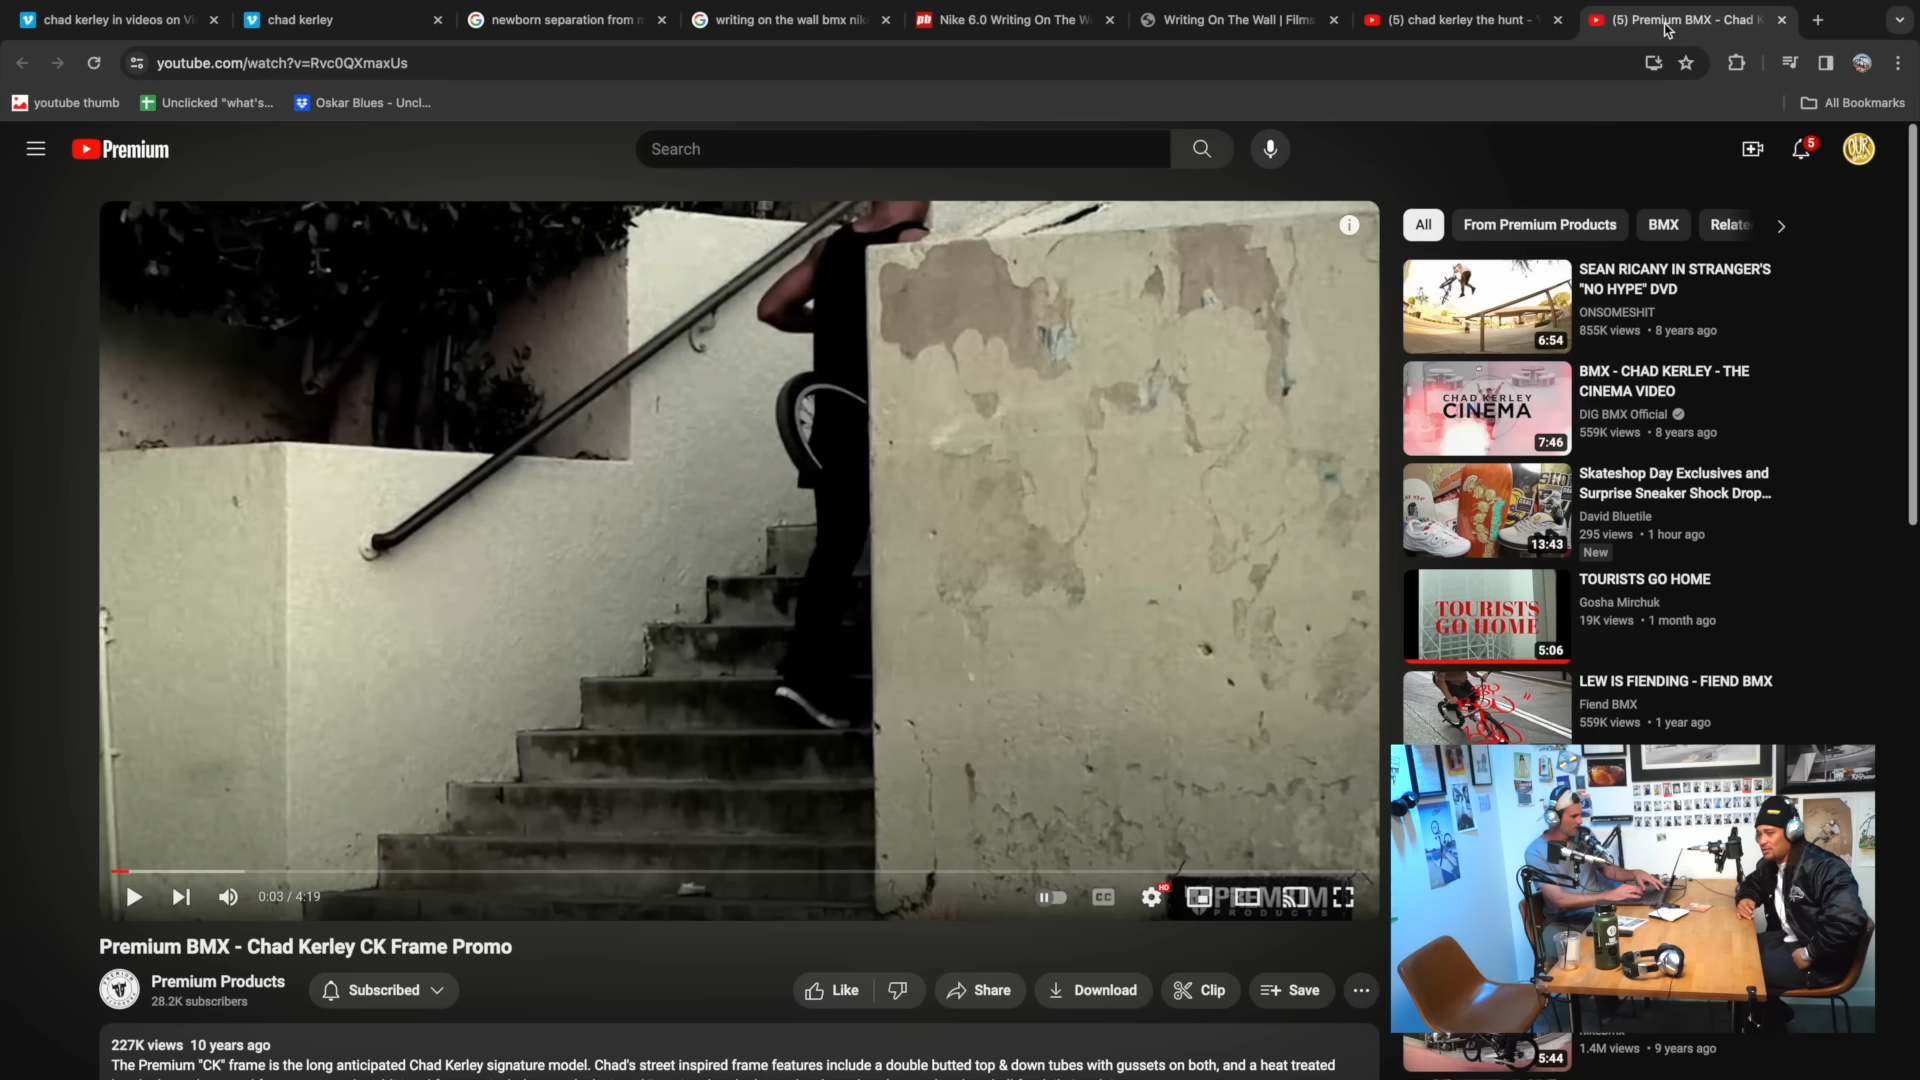 chad kerley in videos on Vi
chad kerley
newborn separation from m
writing on the wall bmx nik
Nike 6.0 Writing On The W
Writing On The Wall | Films
(5) chad kerley the hunt - Y
(5) Premium BMX - Chad K
youtube.com/watch?v=Rvc0QXmaxUs
youtube thumb
Unclicked "what's...
Oskar Blues - Uncl...
All Bookmarks
Premium
Search
5
All
From Premium Products
BMX
Relate
SEAN RICANY IN STRANGER'S
"NO HYPE" DVD
ONSOMESHIT
855K views • 8 years ago
6:54
BMX - CHAD KERLEY - THE
CINEMA VIDEO
DIG BMX Official
559K views • 8 years ago
CHAD KERLEY
CINEMA
7:46
Skateshop Day Exclusives and
Surprise Sneaker Shock Drop...
David Bluetile
295 views • 1 hour ago
New
13:43
TOURISTS GO HOME
Gosha Mirchuk
19K views • 1 month ago
TOURISTS
GO HOME
5:06
LEW IS FIENDING - FIEND BMX
Fiend BMX
559K views • 1 year ago
0:03 / 4:19
CC
HD
PREMIUM
PRODUCTS
Premium BMX - Chad Kerley CK Frame Promo
Premium Products
28.2K subscribers
Subscribed
Like
Share
Download
Clip
Save
1.4M views • 9 years ago
5:44
227K views 10 years ago
The Premium "CK" frame is the long anticipated Chad Kerley signature model. Chad's street inspired frame features include a double butted top & down tubes with gussets on both, and a heat treated